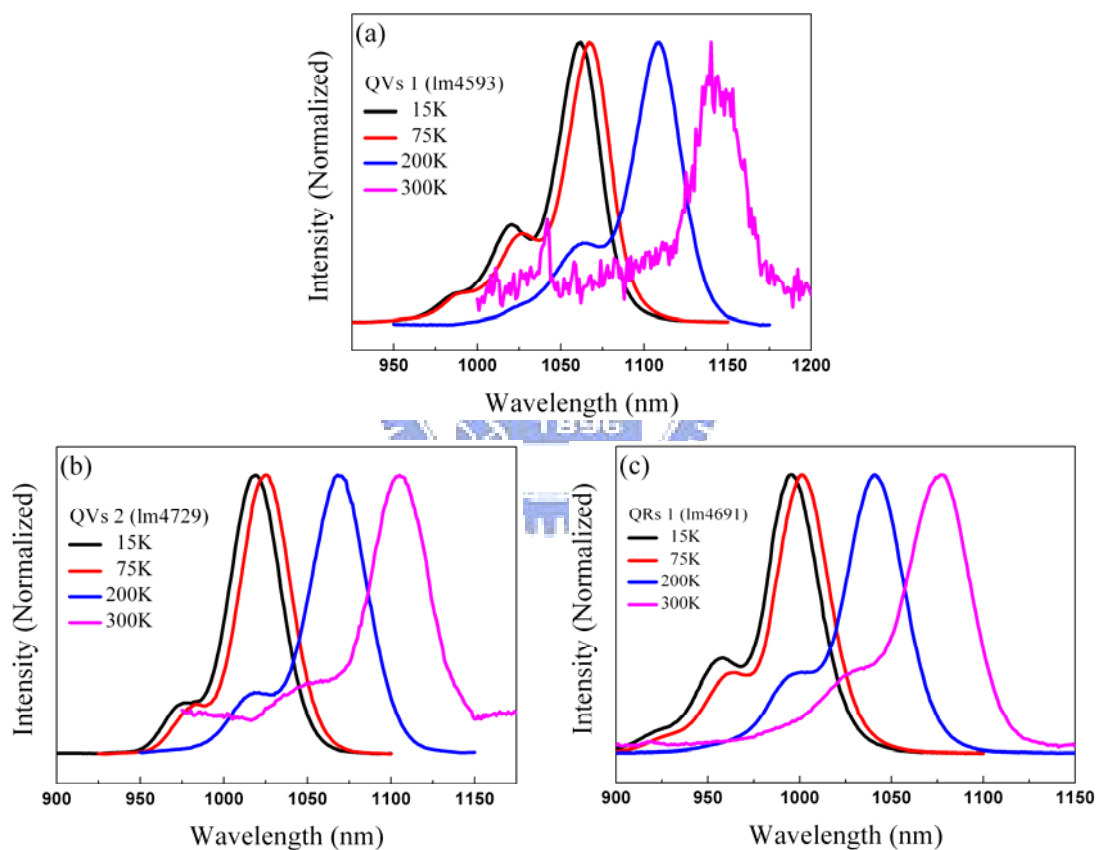 (a)
QVs 1 (lm4593)
15K
75K
200K
300K
Intensity (Normalized)
950 1000 1050 1100 1150 1200
Wavelength (nm)
1896
(b)
QVs 2 (lm4729)
15K
75K
200K
300K
Intensity (Normalized)
900 950 1000 1050 1100 1150
Wavelength (nm)
(c)
QRs 1 (lm4691)
15K
75K
200K
300K
Intensity (Normalized)
900 950 1000 1050 1100 1150
Wavelength (nm)